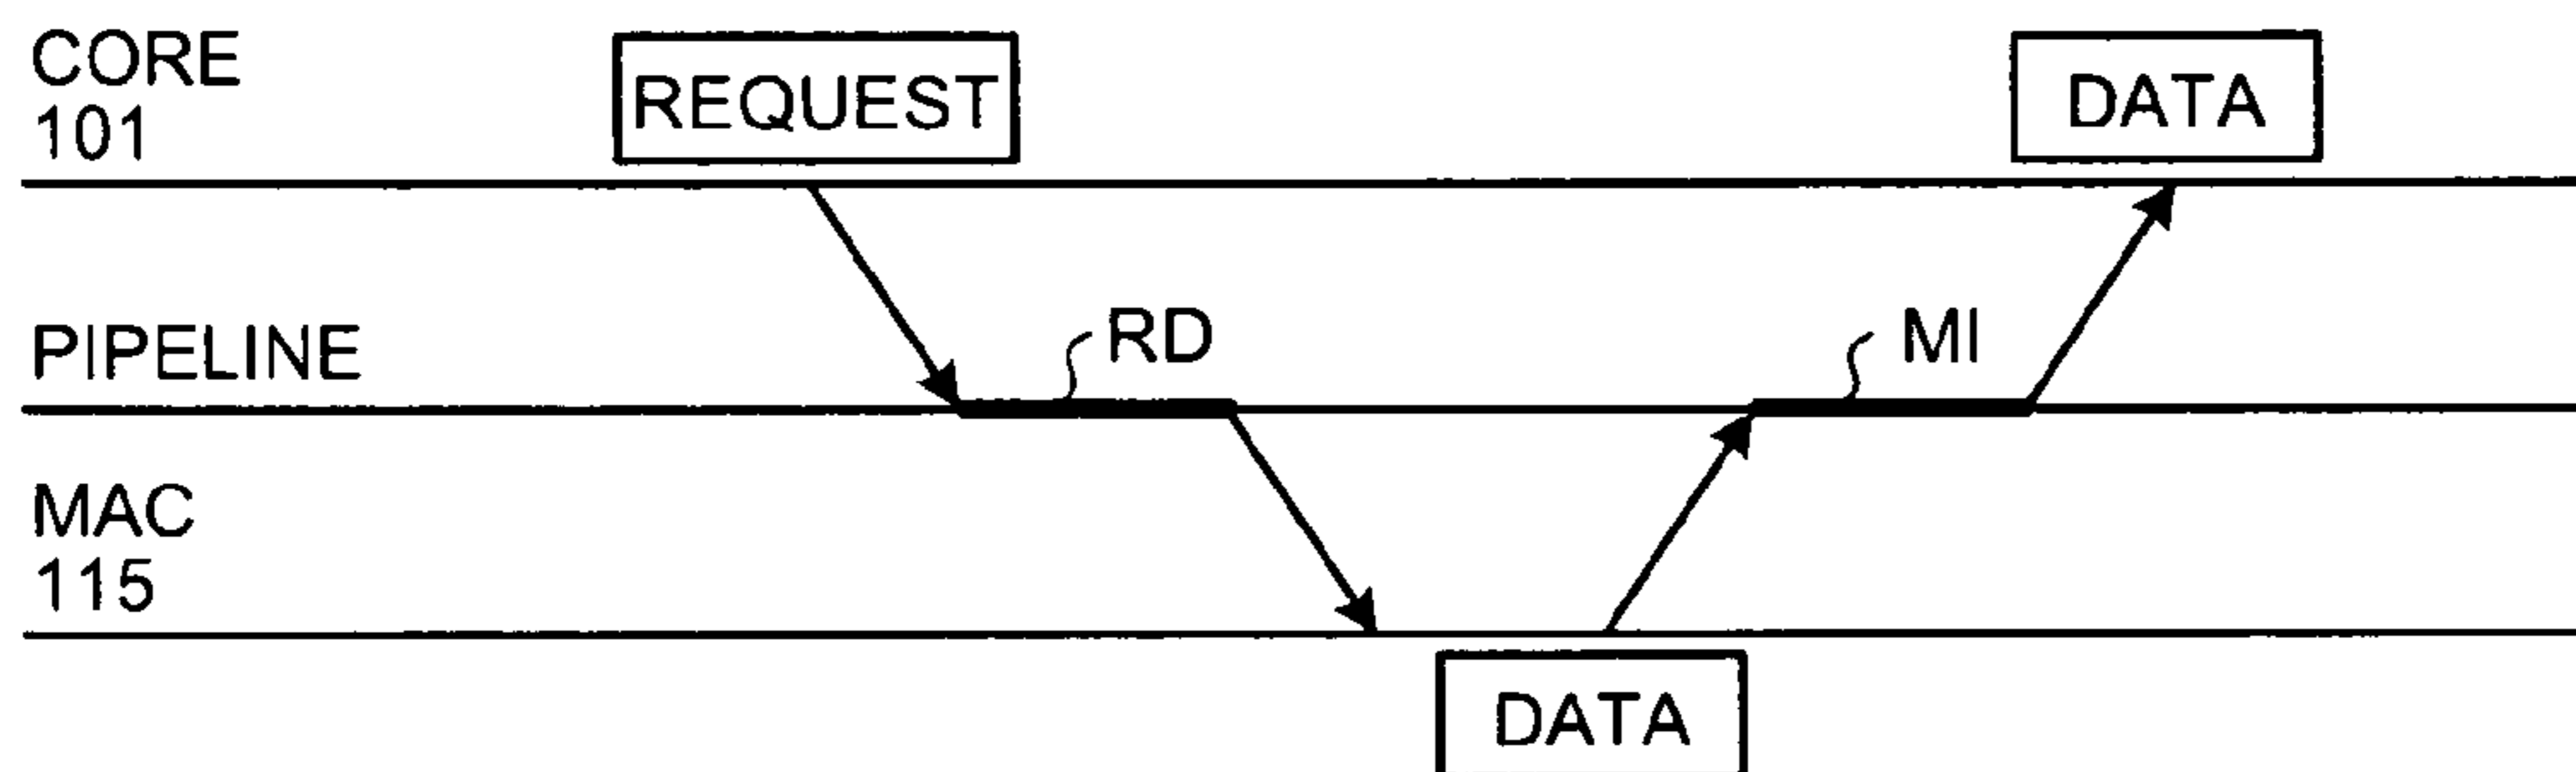 CORE
101
REQUEST
DATA
PIPELINE
RD
MI
MAC
115
DATA